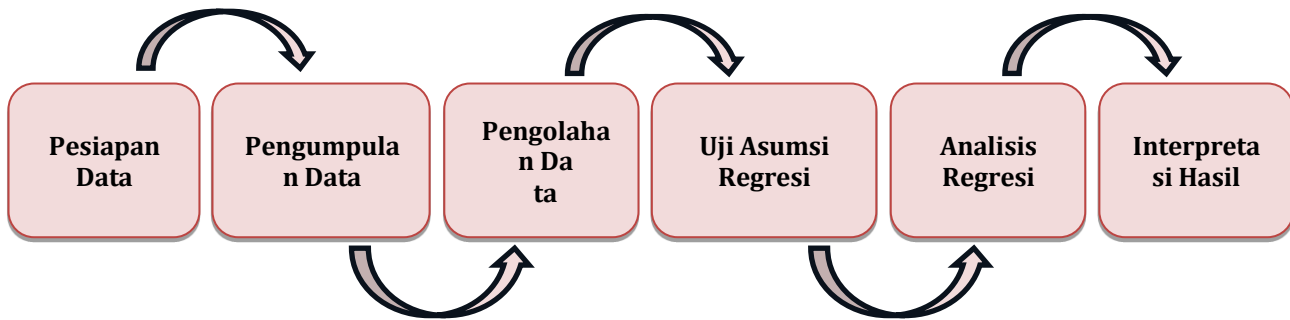 Pesiapan
Data
Pengumpula
n Data
Pengolaha
n Da
ta
Uji Asumsi
Regresi
Analisis
Regresi
Interpreta
si Hasil